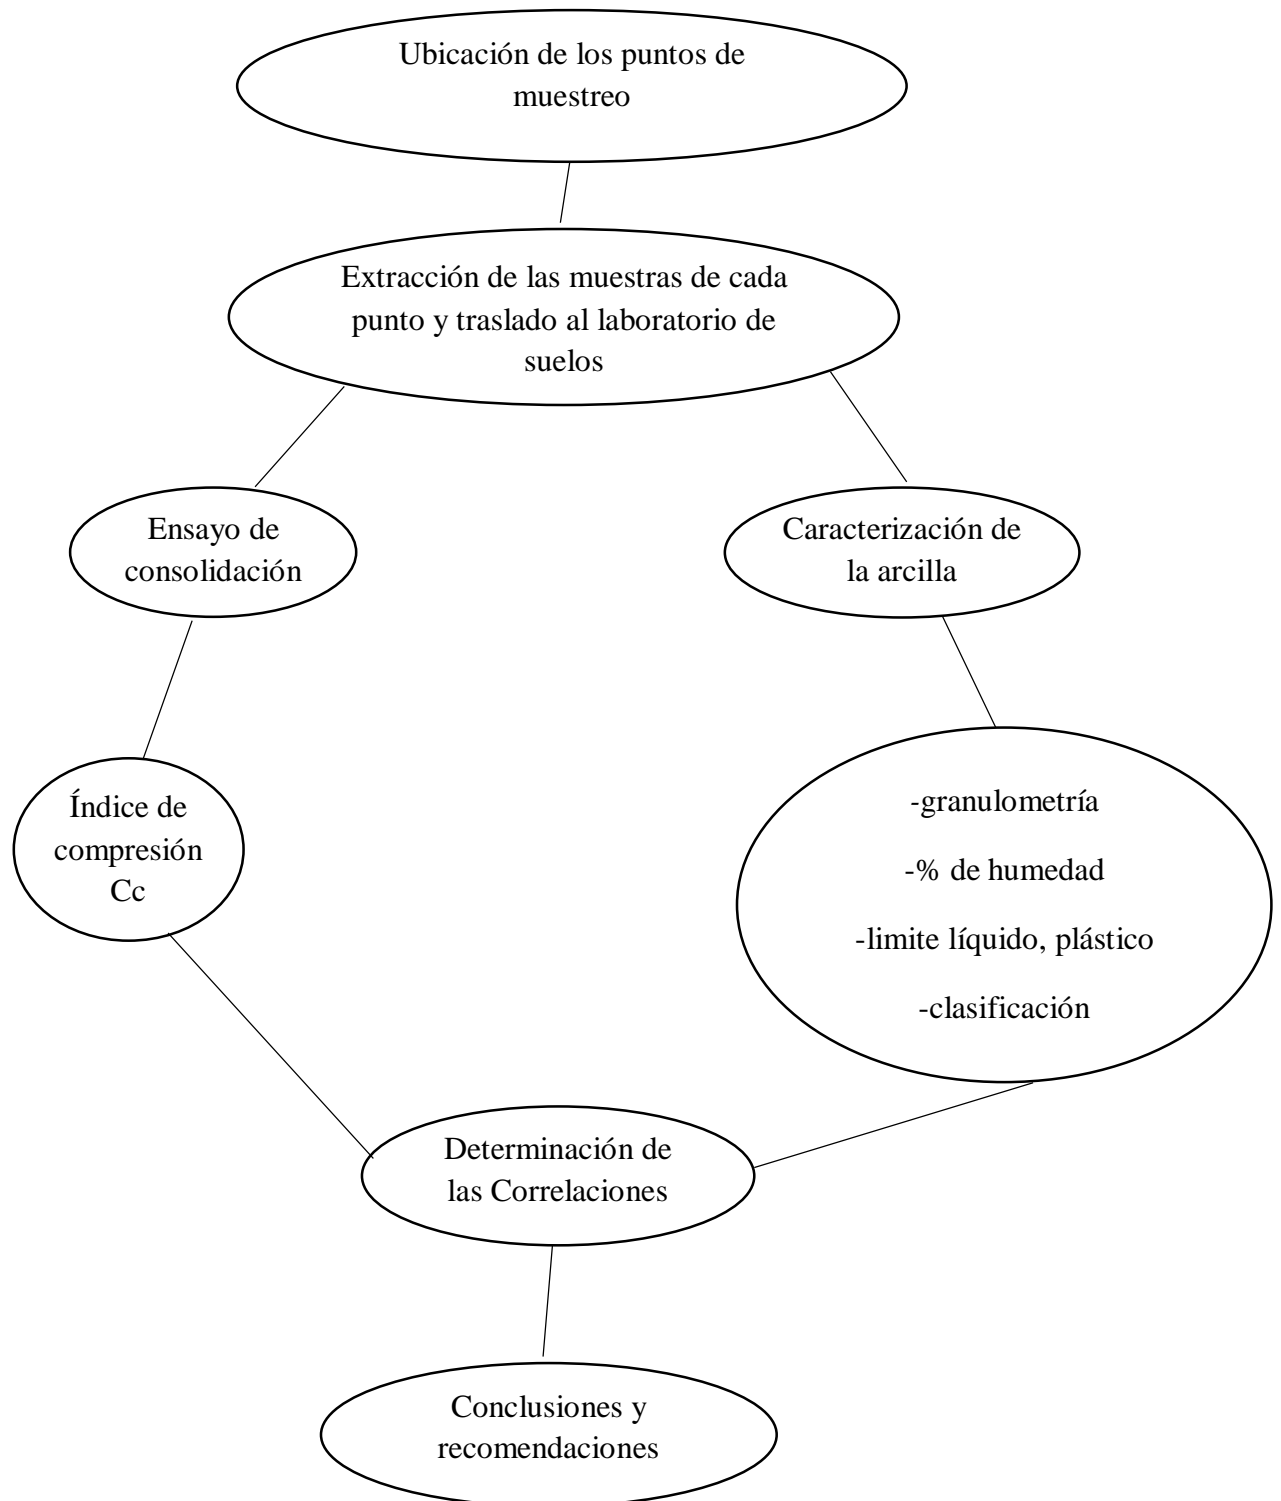 Ubicación de los puntos de
muestreo
Extracción de las muestras de cada
punto y traslado al laboratorio de
suelos
Ensayo de
consolidación
Caracterización de
la arcilla
Índice de
compresión
Cc
-granulometría
-% de humedad
-limite líquido, plástico
-clasificación
Determinación de
las Correlaciones
Conclusiones y
recomendaciones